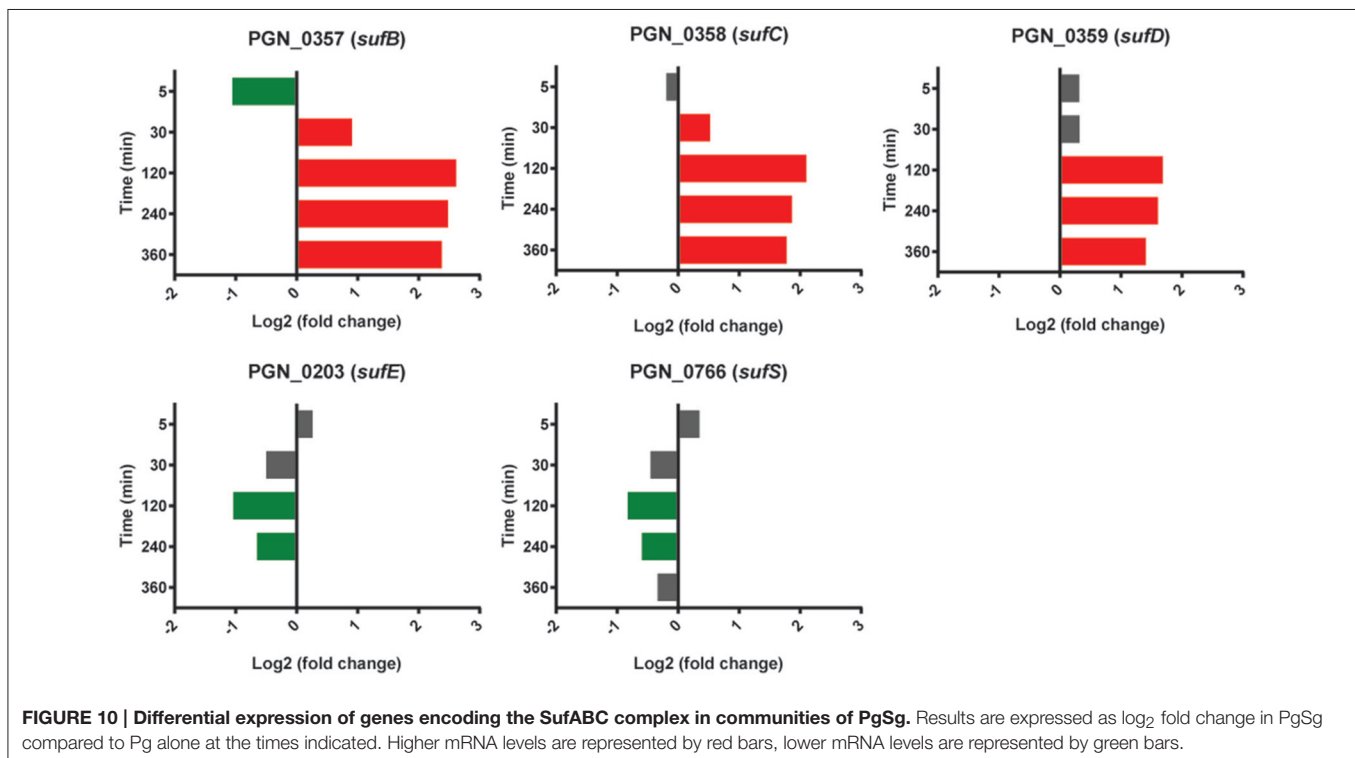 PGN_0357 (sufB)
Time (min)
5
30
120
240
360
-2 -1 0 1 2 3
Log2 (fold change)
PGN_0358 (sufC)
Time (min)
5
30
120
240
360
-2 -1 0 1 2 3
Log2 (fold change)
PGN_0359 (sufD)
Time (min)
5
30
120
240
360
-2 -1 0 1 2 3
Log2 (fold change)
PGN_0203 (sufE)
Time (min)
5
30
120
240
360
-2 -1 0 1 2 3
Log2 (fold change)
PGN_0766 (sufS)
Time (min)
5
30
120
240
360
-2 -1 0 1 2 3
Log2 (fold change)
FIGURE 10 | Differential expression of genes encoding the SufABC complex in communities of PgSg. Results are expressed as log₂ fold change in PgSg
compared to Pg alone at the times indicated. Higher mRNA levels are represented by red bars, lower mRNA levels are represented by green bars.